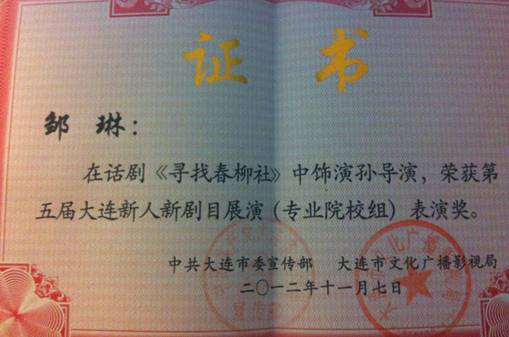 证 书
邹 琳：
在话剧《寻找春柳社》中饰演孙导演，荣获第
五届大连新人新剧目展演（专业院校组）表演奖。
中共大连市委宣传部 大连市文化广播影视局
二〇一二年十一月七日